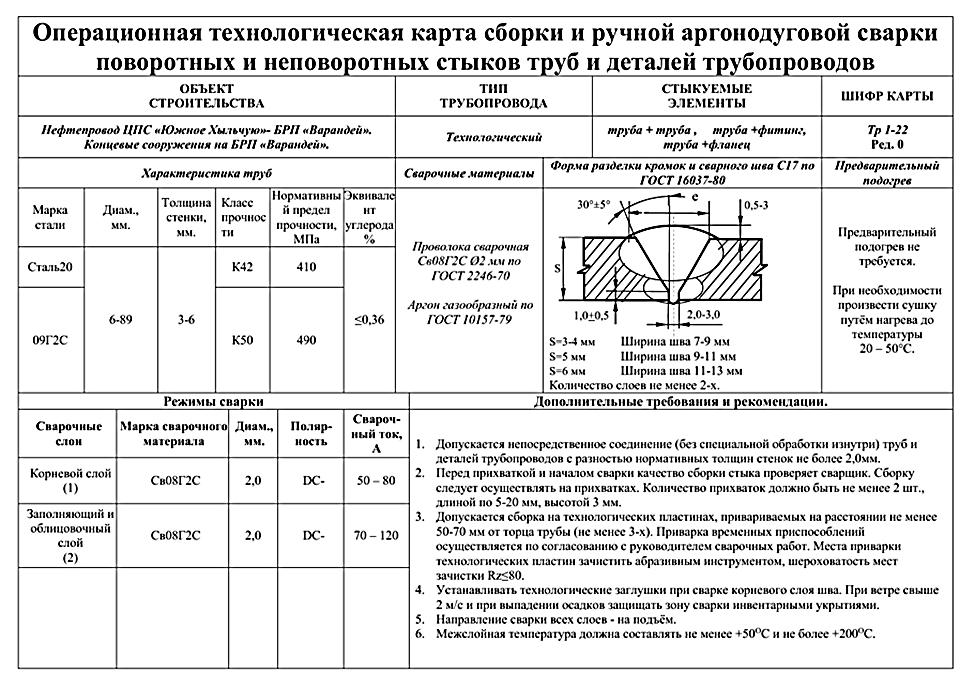 Операционная технологическая карта сборки и ручной аргонодуговой сварки
поворотных и неповоротных стыков труб и деталей трубопроводов
ОБЪЕКТ
СТРОИТЕЛЬСТВА
ТИП
ТРУБОПРОВОДА
СТЫКУЕМЫЕ
ЭЛЕМЕНТЫ
ШИФР КАРТЫ
Нефтепровод ЦПС «Южное Хыльчую»- БРП «Варандей».
Концевые сооружения на БРП «Варандей».
Технологический
труба + труба , труба +фитинг,
труба +фланец
Тр 1-22
Ред. 0
Характеристика труб
Сварочные материалы
Форма разделки кромок и сварного шва С17 по
ГОСТ 16037-80
Предварительный
подогрев
Марка
стали
Диам.,
мм.
Толщина
стенки,
мм.
Класс
прочнос
ти
Нормативны
й предел
прочности,
МПа
Эквивале
нт
углерода
%
Сталь20
К42
410
09Г2С
6-89
3-6
К50
490
≤0,36
Проволока сварочная
Св08Г2С Ø2 мм по
ГОСТ 2246-70
Аргон газообразный по
ГОСТ 10157-79
30°±5°
e
0,5-3
S
1,0±0,5
2,0-3,0
S=3-4 мм Ширина шва 7-9 мм
S=5 мм Ширина шва 9-11 мм
S=6 мм Ширина шва 11-13 мм
Количество слоев не менее 2-х.
Предварительный
подогрев не
требуется.
При необходимости
произвести сушку
путём нагрева до
температуры
20 – 50°С.
Режимы сварки
Дополнительные требования и рекомендации.
Сварочные
слои
Марка сварочного
материала
Диам.,
мм.
Поляр-
ность
Свароч-
ный ток,
А
Корневой слой
(1)
Св08Г2С
2,0
DC-
50 – 80
Заполняющий и
облицовочный
слой
(2)
Св08Г2С
2,0
DC-
70 – 120
1. Допускается непосредственное соединение (без специальной обработки изнутри) труб и
деталей трубопроводов с разностью нормативных толщин стенок не более 2,0мм.
2. Перед прихваткой и началом сварки качество сборки стыка проверяет сварщик. Сборку
следует осуществлять на прихватках. Количество прихваток должно быть не менее 2 шт.,
длиной по 5-20 мм, высотой 3 мм.
3. Допускается сборка на технологических пластинах, привариваемых на расстоянии не менее
50-70 мм от торца трубы (не менее 3-х). Приварка временных приспособлений
осуществляется по согласованию с руководителем сварочных работ. Места приварки
технологических пластин зачистить абразивным инструментом, шероховатость мест
зачистки Rz≤80.
4. Устанавливать технологические заглушки при сварке корневого слоя шва. При ветре свыше
2 м/с и при выпадении осадков защищать зону сварки инвентарными укрытиями.
5. Направление сварки всех слоев - на подъём.
6. Межслойная температура должна составлять не менее +50°С и не более +200°С.